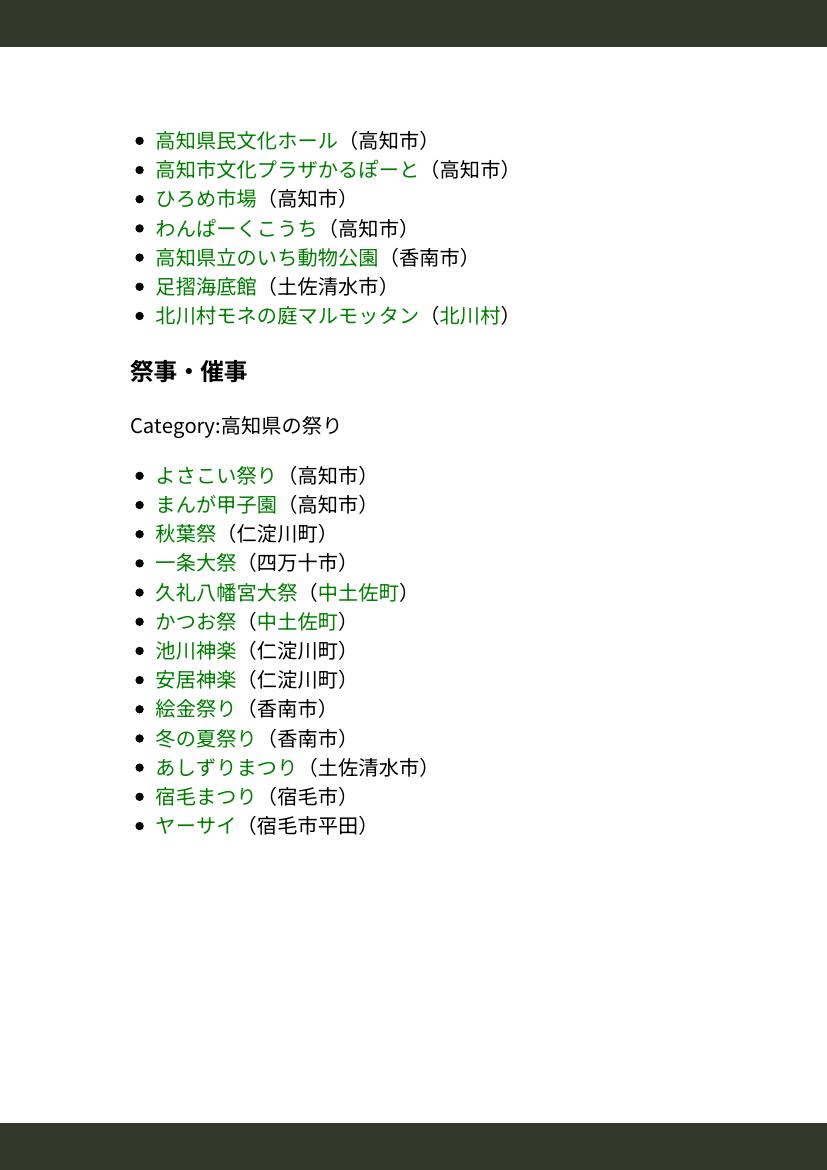 • 高知県民文化ホール（高知市）
• 高知市文化プラザかるぽーと（高知市）
• ひろめ市場（高知市）
• わんぱーくこうち（高知市）
• 高知県立のいち動物公園（香南市）
• 足摺海底館（土佐清水市）
• 北川村モネの庭マルモッタン（北川村）
祭事・催事
Category:高知県の祭り
• よさこい祭り（高知市）
• まんが甲子園（高知市）
• 秋葉祭（仁淀川町）
• 一条大祭（四万十市）
• 久礼八幡宮大祭（中土佐町）
• かつお祭（中土佐町）
• 池川神楽（仁淀川町）
• 安居神楽（仁淀川町）
• 絵金祭り（香南市）
• 冬の夏祭り（香南市）
• あしずりまつり（土佐清水市）
• 宿毛まつり（宿毛市）
• ヤーサイ（宿毛市平田）